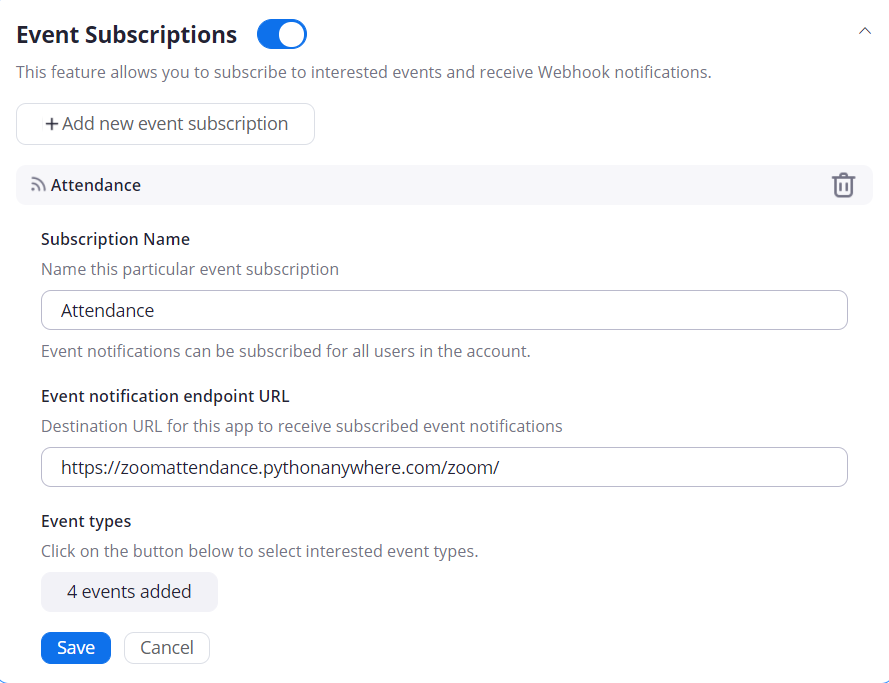 Event Subscriptions
This feature allows you to subscribe to interested events and receive Webhook notifications.
+ Add new event subscription
Attendance
Subscription Name
Name this particular event subscription
Attendance
Event notifications can be subscribed for all users in the account.
Event notification endpoint URL
Destination URL for this app to receive subscribed event notifications
https://zoomattendance.pythonanywhere.com/zoom/
Event types
Click on the button below to select interested event types.
4 events added
Save Cancel